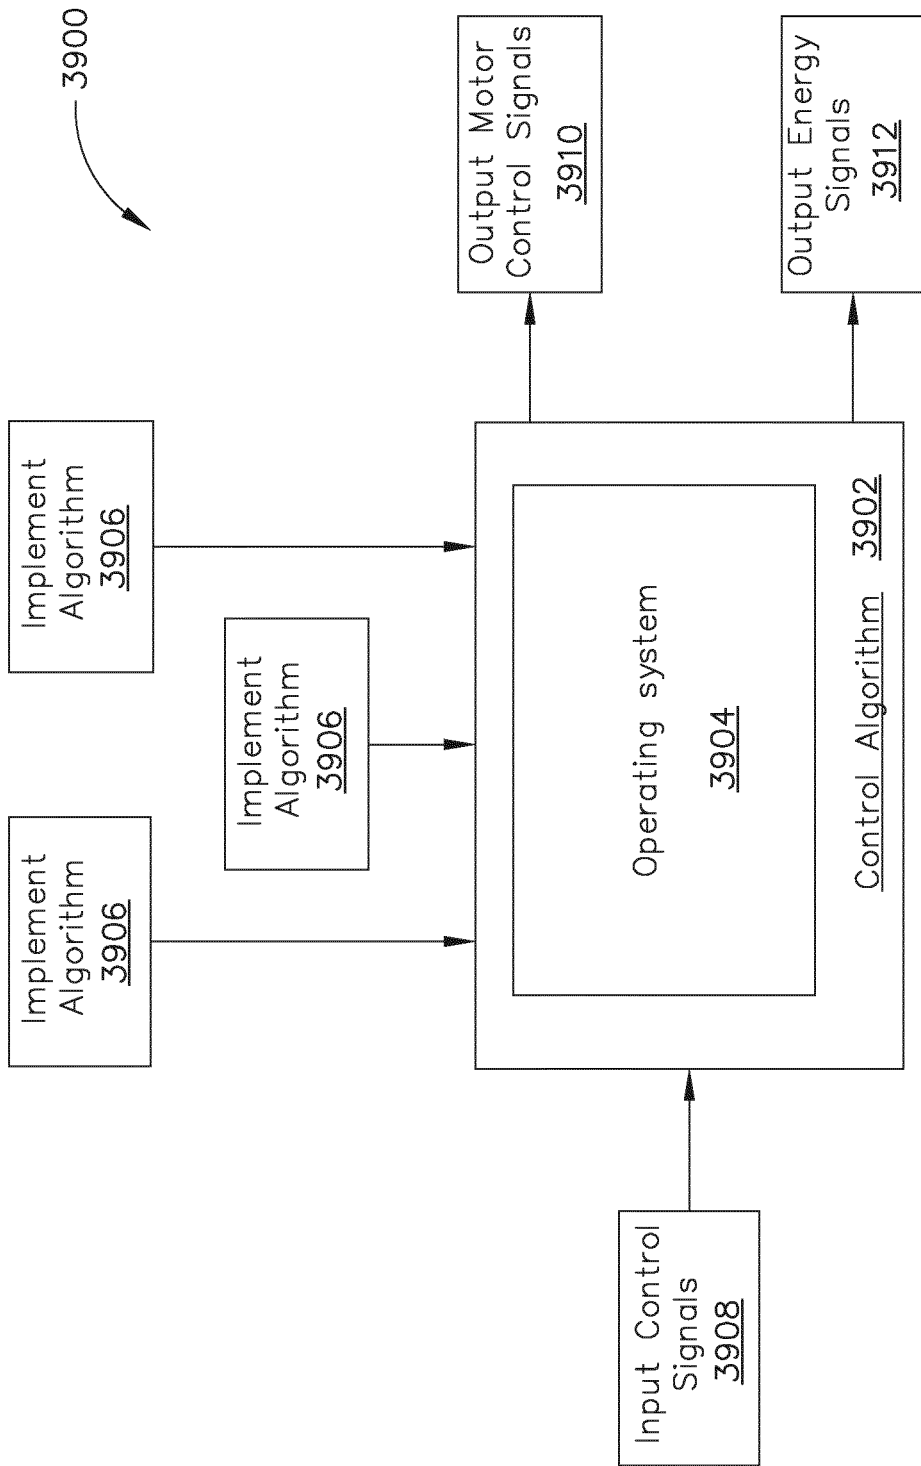 3900
Implement
Algorithm
3906
Implement
Algorithm
3906
Implement
Algorithm
3906
Input Control
Signals
3908
Operating system
3904
Control Algorithm 3902
Output Motor
Control Signals
3910
Output Energy
Signals
3912